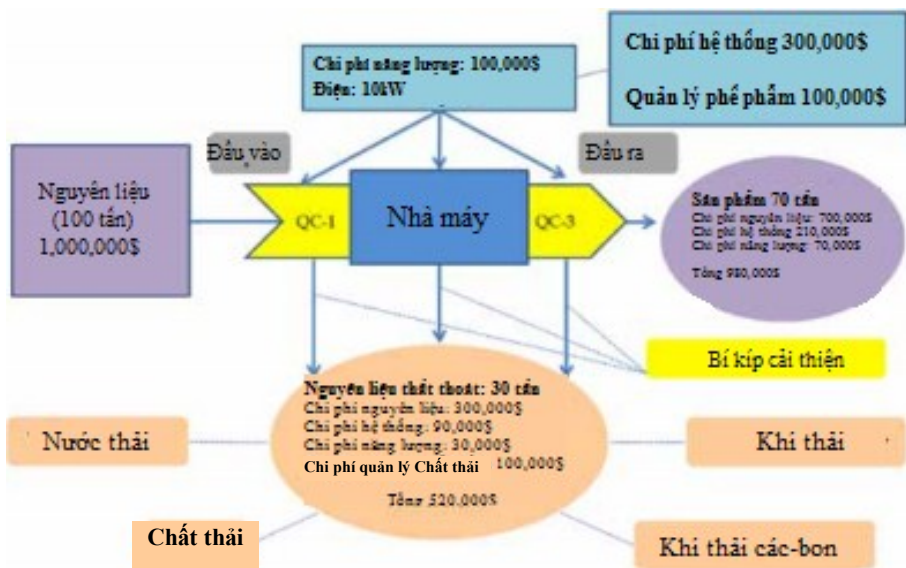 Chi phí năng lượng: 100,000$
Điện: 10kW
Chi phí hệ thống 300,000$
Quản lý phế phẩm 100,000$
Đầu vào
Đầu ra
Nguyên liệu
(100 tấn)
1,000,000$
QC-1
Nhà máy
QC-3
Sản phẩm 70 tấn
Chi phí nguyên liệu: 700,000$
Chi phí hệ thống 210,000$
Chi phí năng lượng: 70,000$
Tổng 980,000$
Bí kíp cải thiện
Nguyên liệu thất thoát: 30 tấn
Chi phí nguyên liệu: 300,000$
Chi phí hệ thống: 90,000$
Chi phí năng lượng: 30,000$
Chi phí quản lý Chất thải 100,000$
Tổng 520,000$
Nước thải
Khí thải
Chất thải
Khí thải các-bon